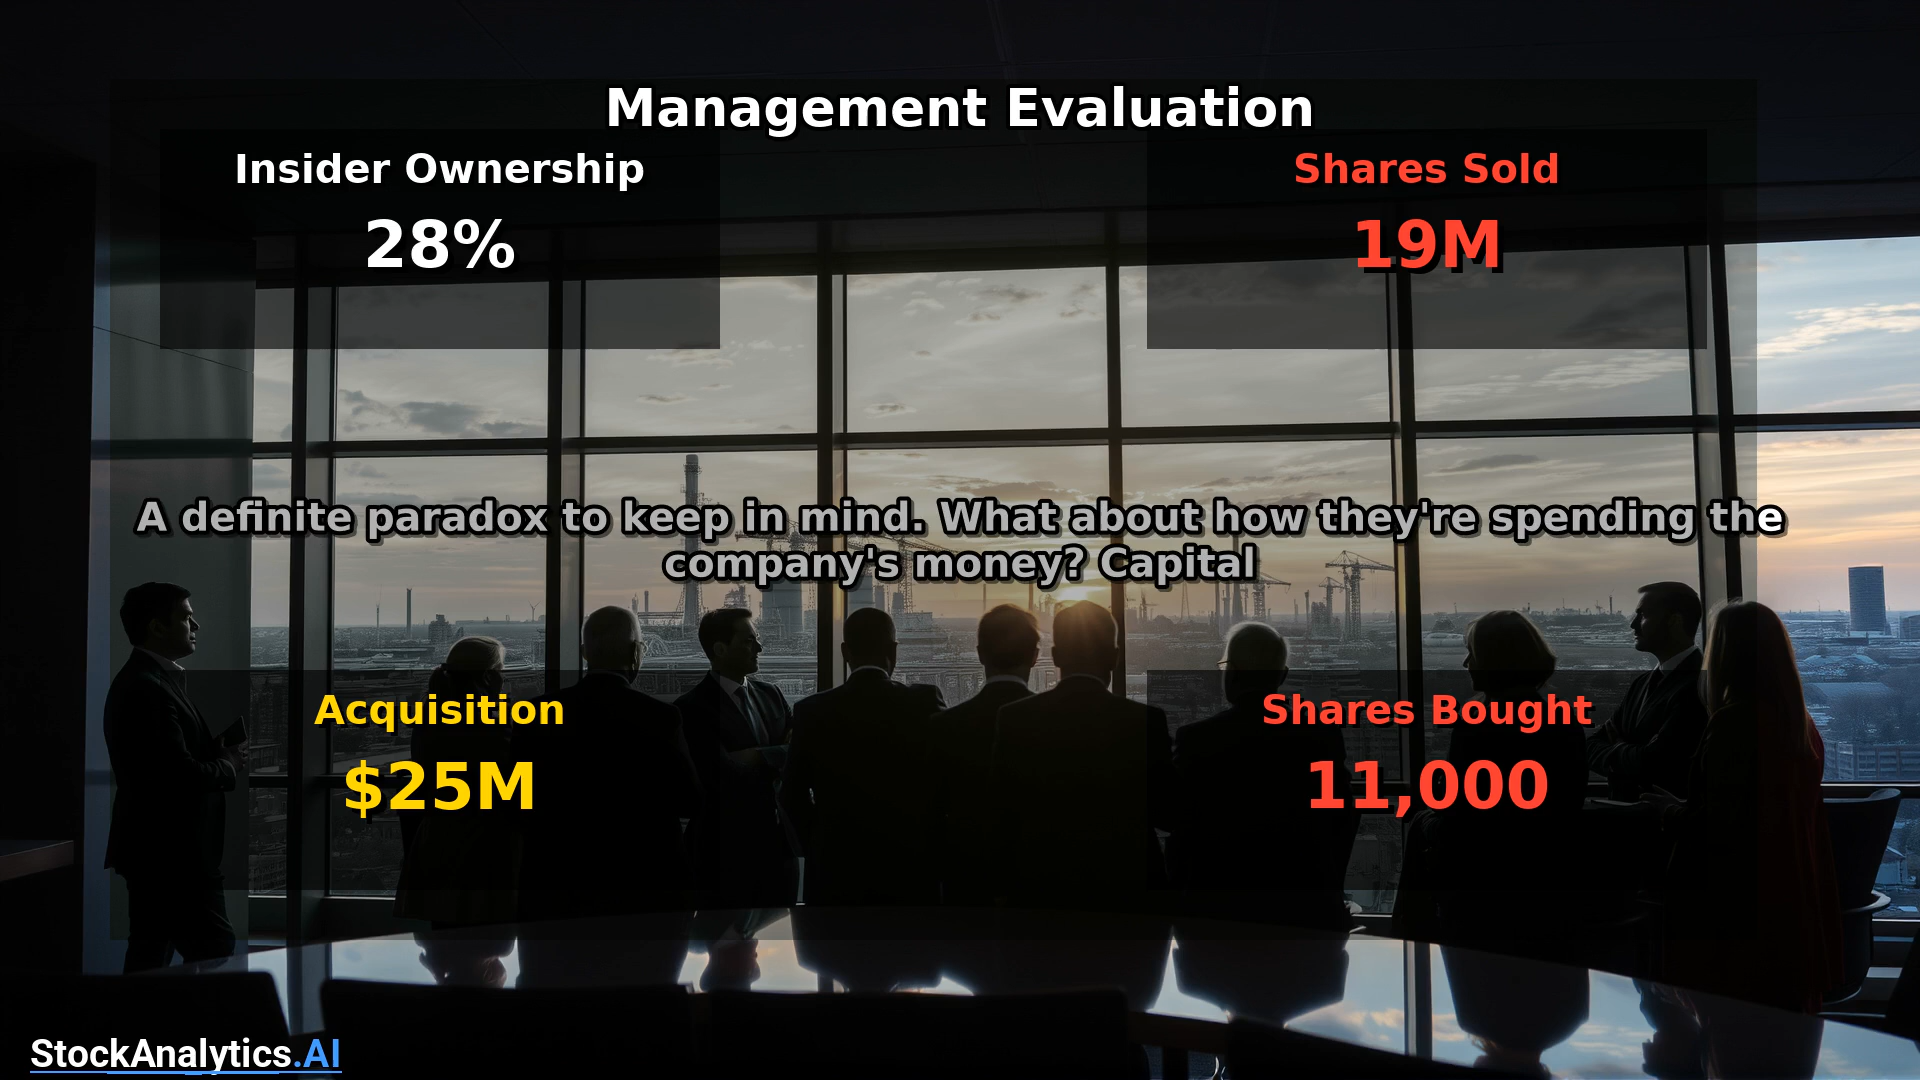 Management Evaluation
Insider Ownership
28%
Shares Sold
19M
A definite paradox to keep in mind. What about how they're spending the
company's money? Capital
Acquisition
$25M
Shares Bought
11,000
StockAnalytics.AI